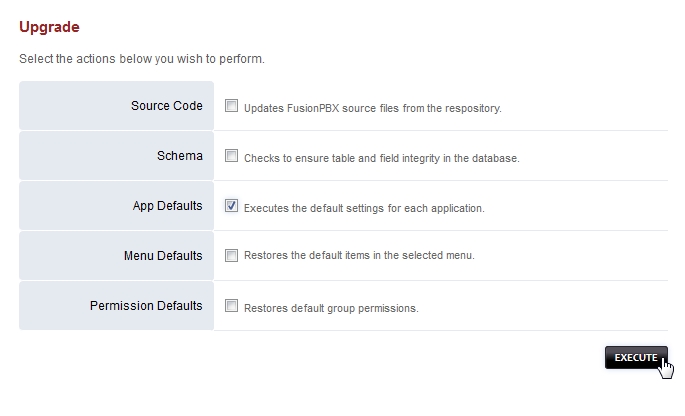 Upgrade
Select the actions below you wish to perform.
Source Code Updates FusionPBX source files from the respository.
Schema Checks to ensure table and field integrity in the database.
App Defaults Executes the default settings for each application.
Menu Defaults Restores the default items in the selected menu.
Permission Defaults Restores default group permissions.
EXECUTE